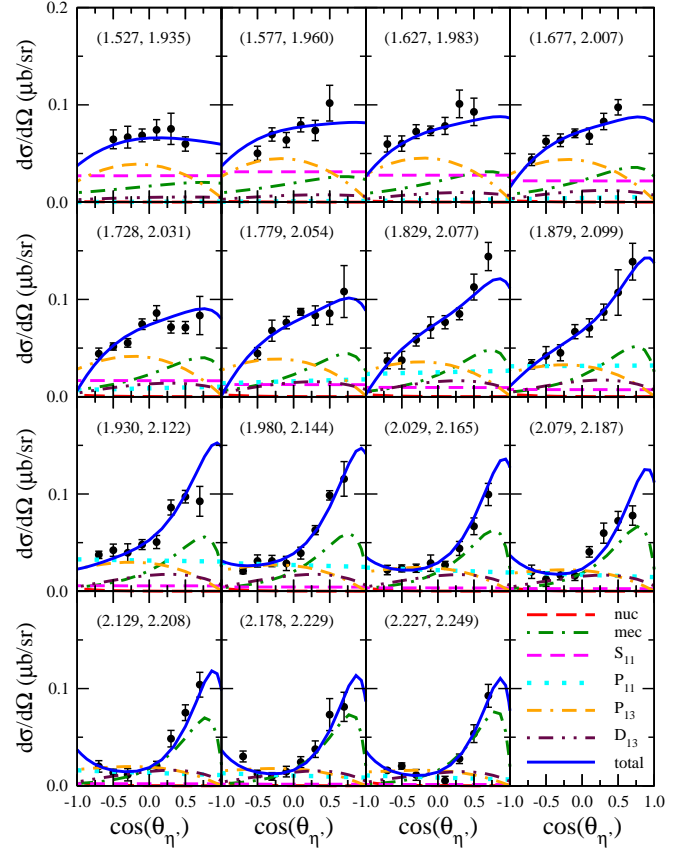 0.2
(1.527, 1.935) (1.577, 1.960) (1.627, 1.983) (1.677, 2.007)
dσ/dΩ (μb/sr)
0.1
0.0
(1.728, 2.031) (1.779, 2.054) (1.829, 2.077) (1.879, 2.099)
dσ/dΩ (μb/sr)
0.1
0.0
(1.930, 2.122) (1.980, 2.144) (2.029, 2.165) (2.079, 2.187)
dσ/dΩ (μb/sr)
0.1
0.0
(2.129, 2.208) (2.178, 2.229) (2.227, 2.249)
dσ/dΩ (μb/sr)
0.1
0.0
nuc
mec
S₁₁
P₁₁
P₁₃
D₁₃
total
-1.0 -0.5 0.0 0.5 -1.0 -0.5 0.0 0.5 -1.0 -0.5 0.0 0.5 -1.0 -0.5 0.0 0.5 1.0
cos(θη') cos(θη') cos(θη') cos(θη')